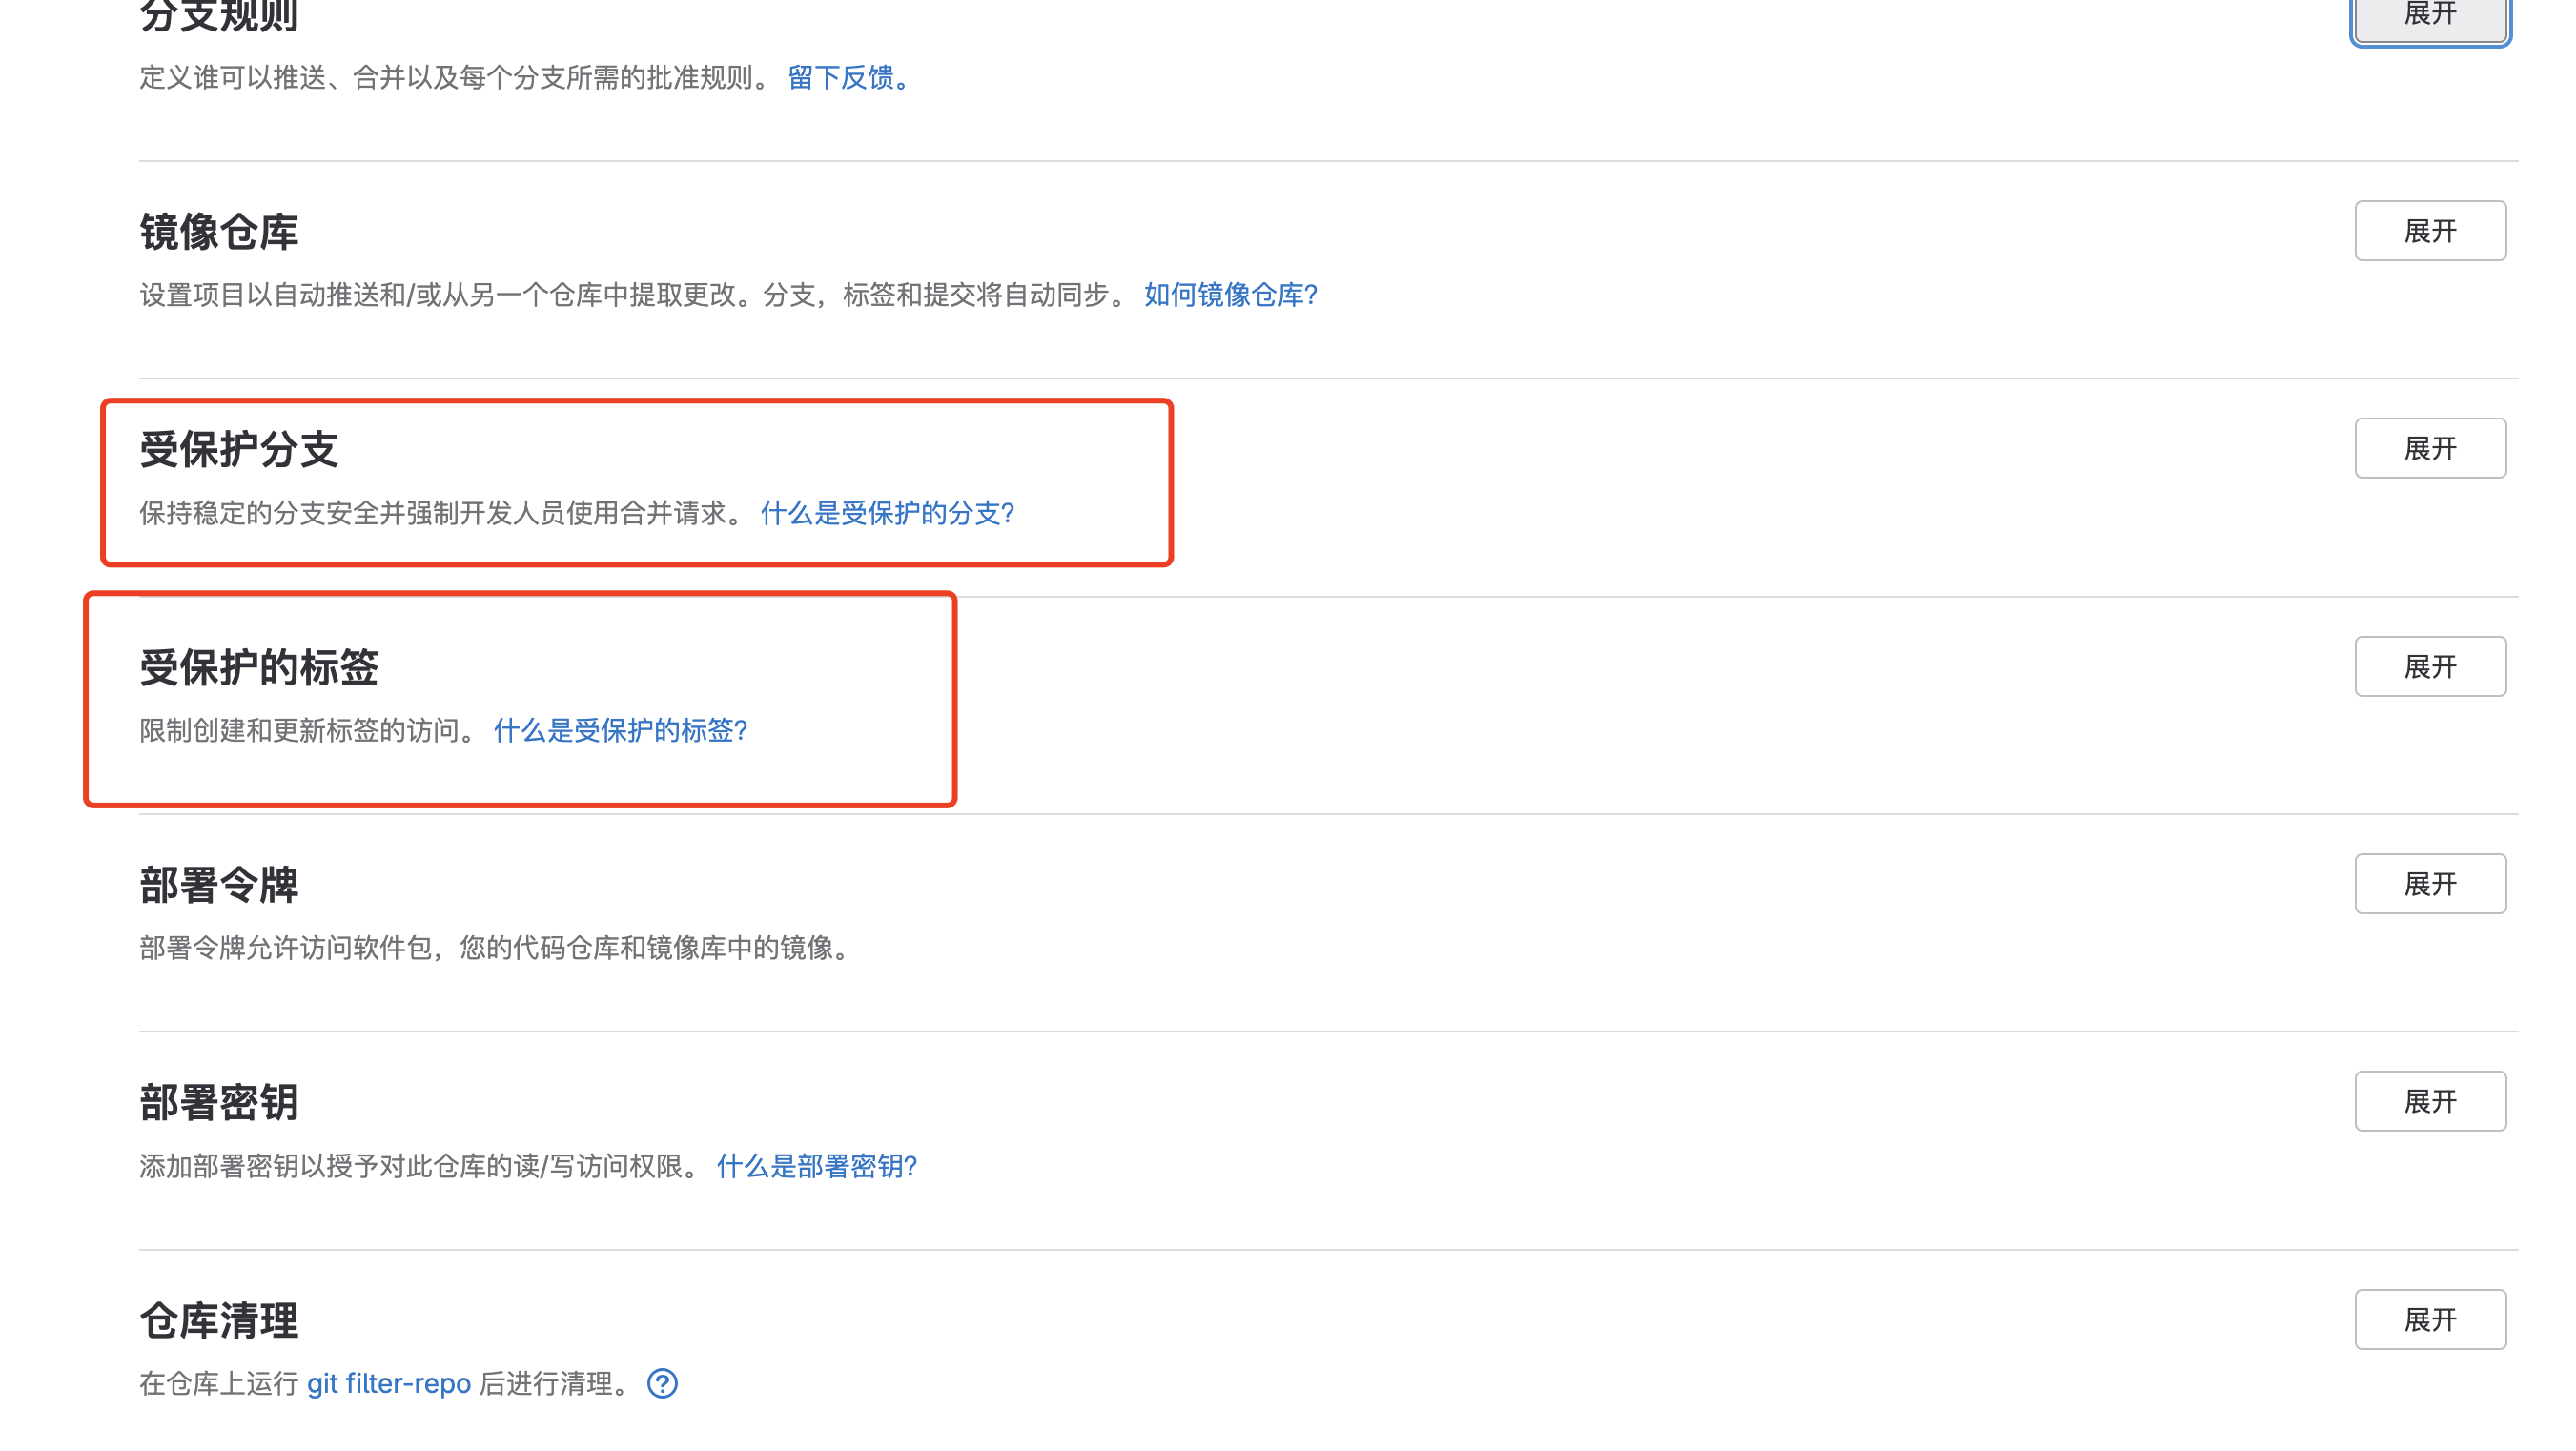 分支规则
展开
定义谁可以推送、合并以及每个分支所需的批准规则。 留下反馈。
镜像仓库
展开
设置项目以自动推送和/或从另一个仓库中提取更改。分支，标签和提交将自动同步。 如何镜像仓库?
受保护分支
展开
保持稳定的分支安全并强制开发人员使用合并请求。 什么是受保护的分支?
受保护的标签
展开
限制创建和更新标签的访问。 什么是受保护的标签?
部署令牌
展开
部署令牌允许访问软件包，您的代码仓库和镜像库中的镜像。
部署密钥
展开
添加部署密钥以授予对此仓库的读/写访问权限。 什么是部署密钥?
仓库清理
展开
在仓库上运行 git filter-repo 后进行清理。 ?